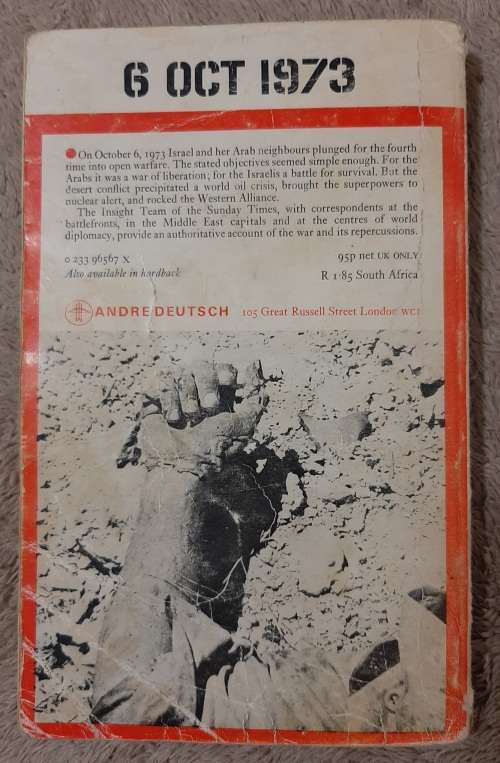 6 OCT 1973
On October 6, 1973 Israel and her Arab neighbours plunged for the fourth
time into open warfare. The stated objectives seemed simple enough. For the
Arabs it was a war of liberation; for the Israelis a battle for survival. But the
desert conflict precipitated a world oil crisis, brought the superpowers to
nuclear alert, and rocked the Western Alliance.
The Insight Team of the Sunday Times, with correspondents at the
battlefronts, in the Middle East capitals and at the centres of world
diplomacy, provide an authoritative account of the war and its repercussions.
0 233 96567 X 95p net UK ONLY
Also available in hardback R 1·85 South Africa
ANDRE DEUTSCH 105 Great Russell Street London WC1